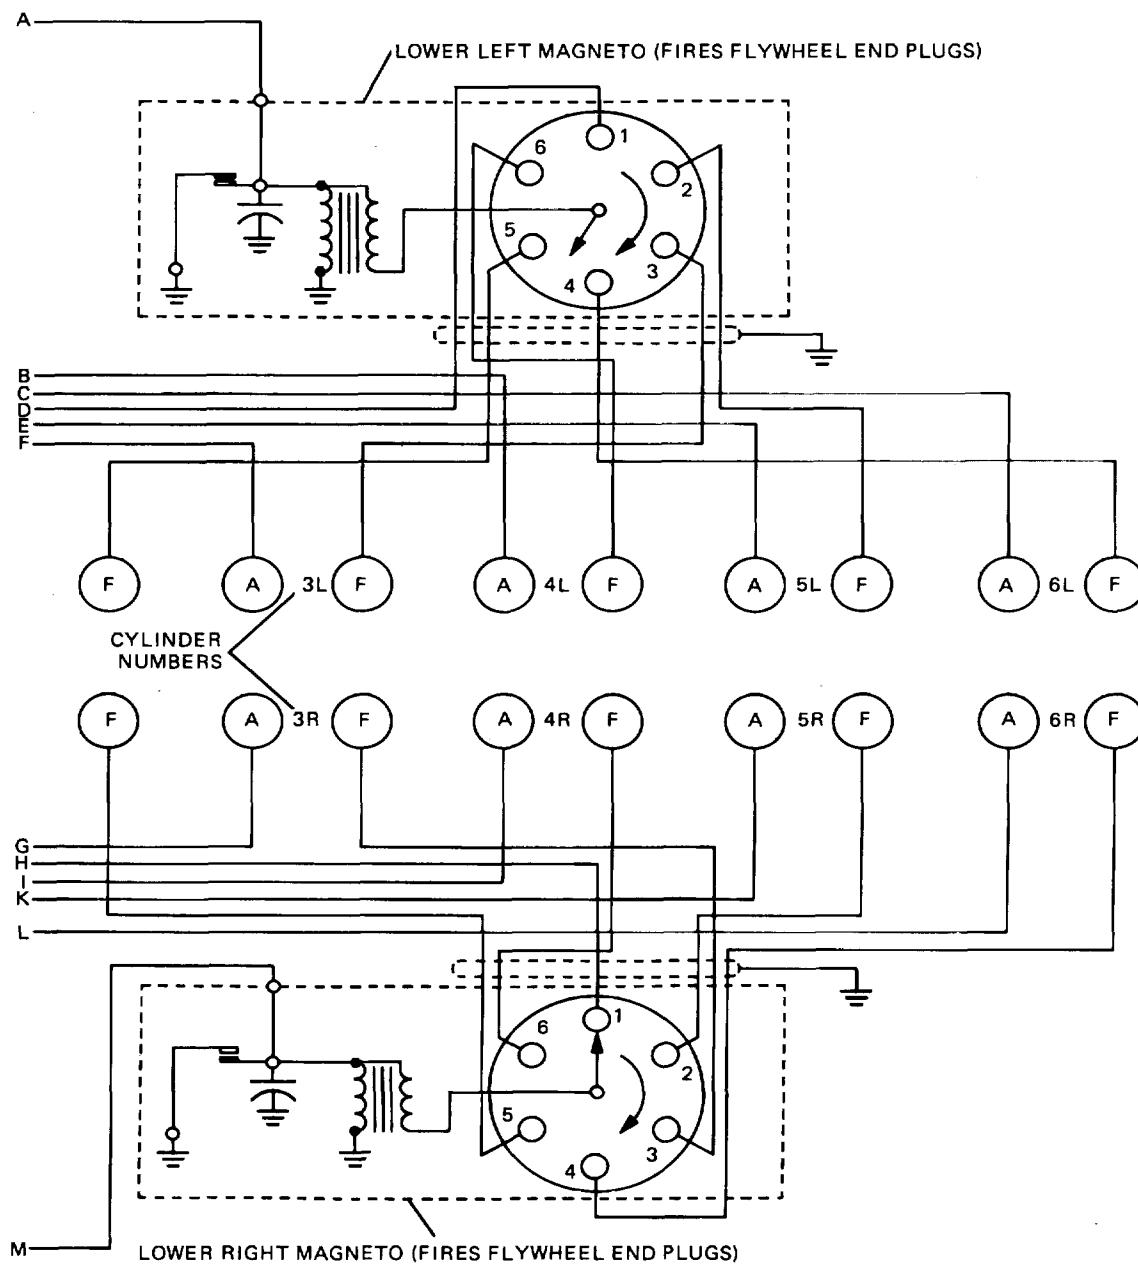 A
LOWER LEFT MAGNETO (FIRES FLYWHEEL END PLUGS)
1
6
2
5
3
4
B
C
D
E
F
F A 3L F A 4L F A 5L F A 6L F
CYLINDER
NUMBERS
F A 3R F A 4R F A 5R F A 6R F
G
H
I
K
L
1
6
2
5
3
4
M
LOWER RIGHT MAGNETO (FIRES FLYWHEEL END PLUGS)